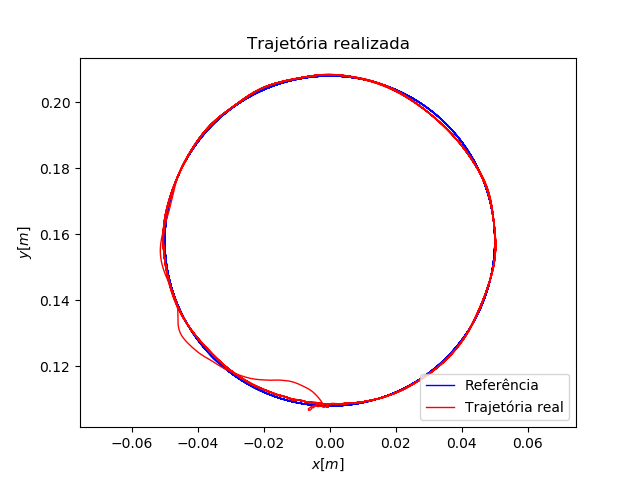 Trajetória realizada
0.20
0.18
0.16
0.14
0.12
y[m]
−0.06 −0.04 −0.02 0.00 0.02 0.04 0.06
x[m]
Referência
Trajetória real